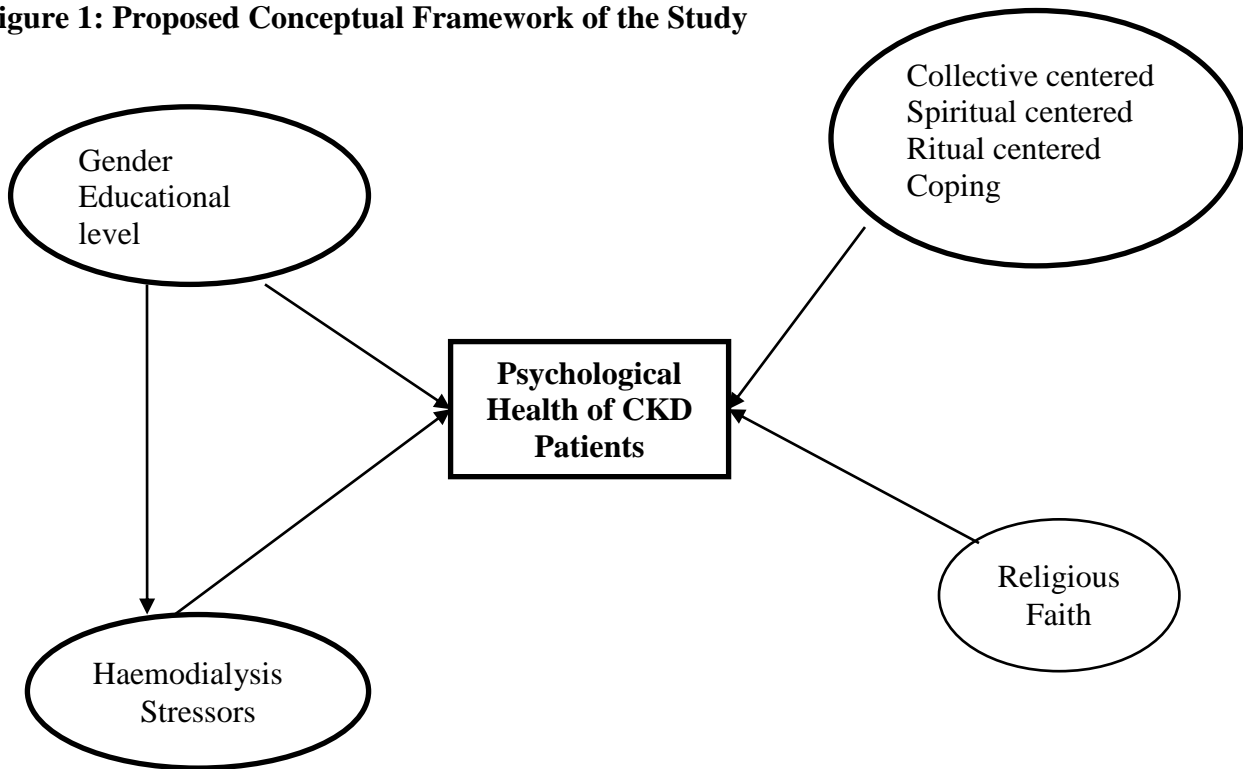 igure 1: Proposed Conceptual Framework of the Study
Collective centered
Spiritual centered
Ritual centered
Coping
Gender
Educational
level
Psychological
Health of CKD
Patients
Religious
Faith
Haemodialysis
Stressors